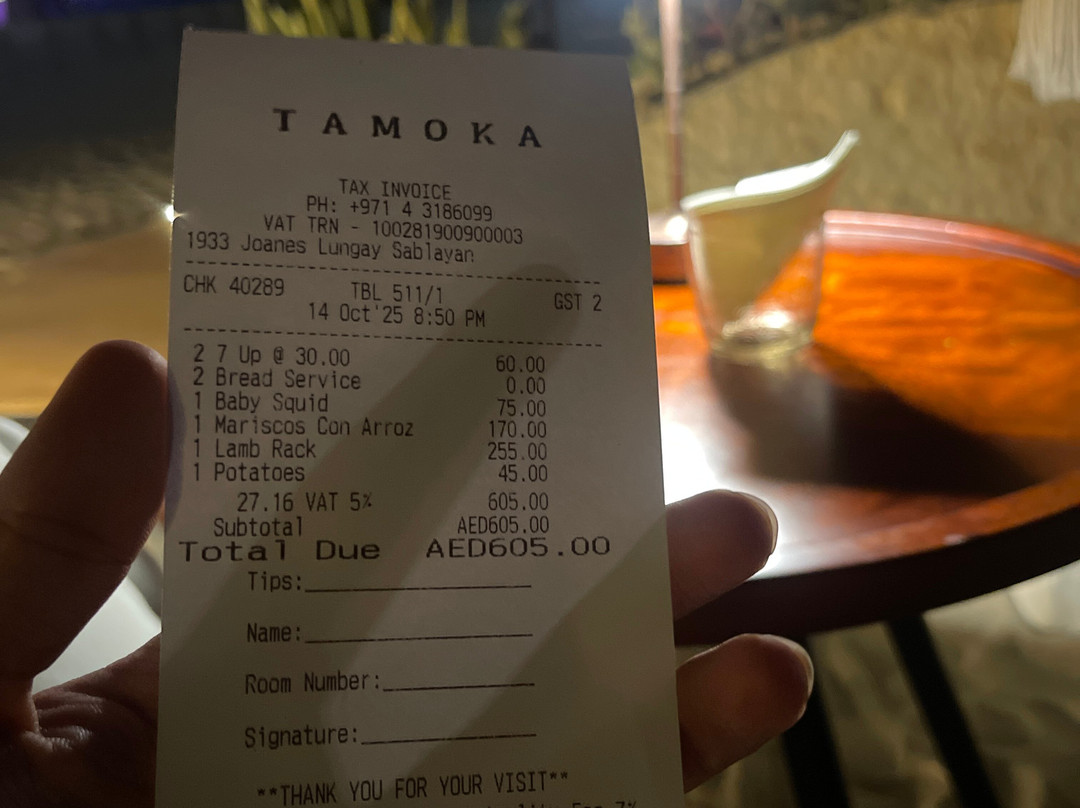 TAMOKA
TAX INVOICE
PH: +971 4 3186099
VAT TRN - 100281900900003
1933 Joanes Lungay Sablayan
CHK 40289 TBL 511/1 GST 2
14 Oct'25 8:50 PM
2 7 Up @ 30.00 60.00
2 Bread Service 0.00
1 Baby Squid 75.00
1 Mariscos Con Arroz 170.00
1 Lamb Rack 255.00
1 Potatoes 45.00
27.16 VAT 5% 605.00
Subtotal AED605.00
Total Due AED605.00
Tips:
Name:
Room Number:
Signature:
**THANK YOU FOR YOUR VISIT**